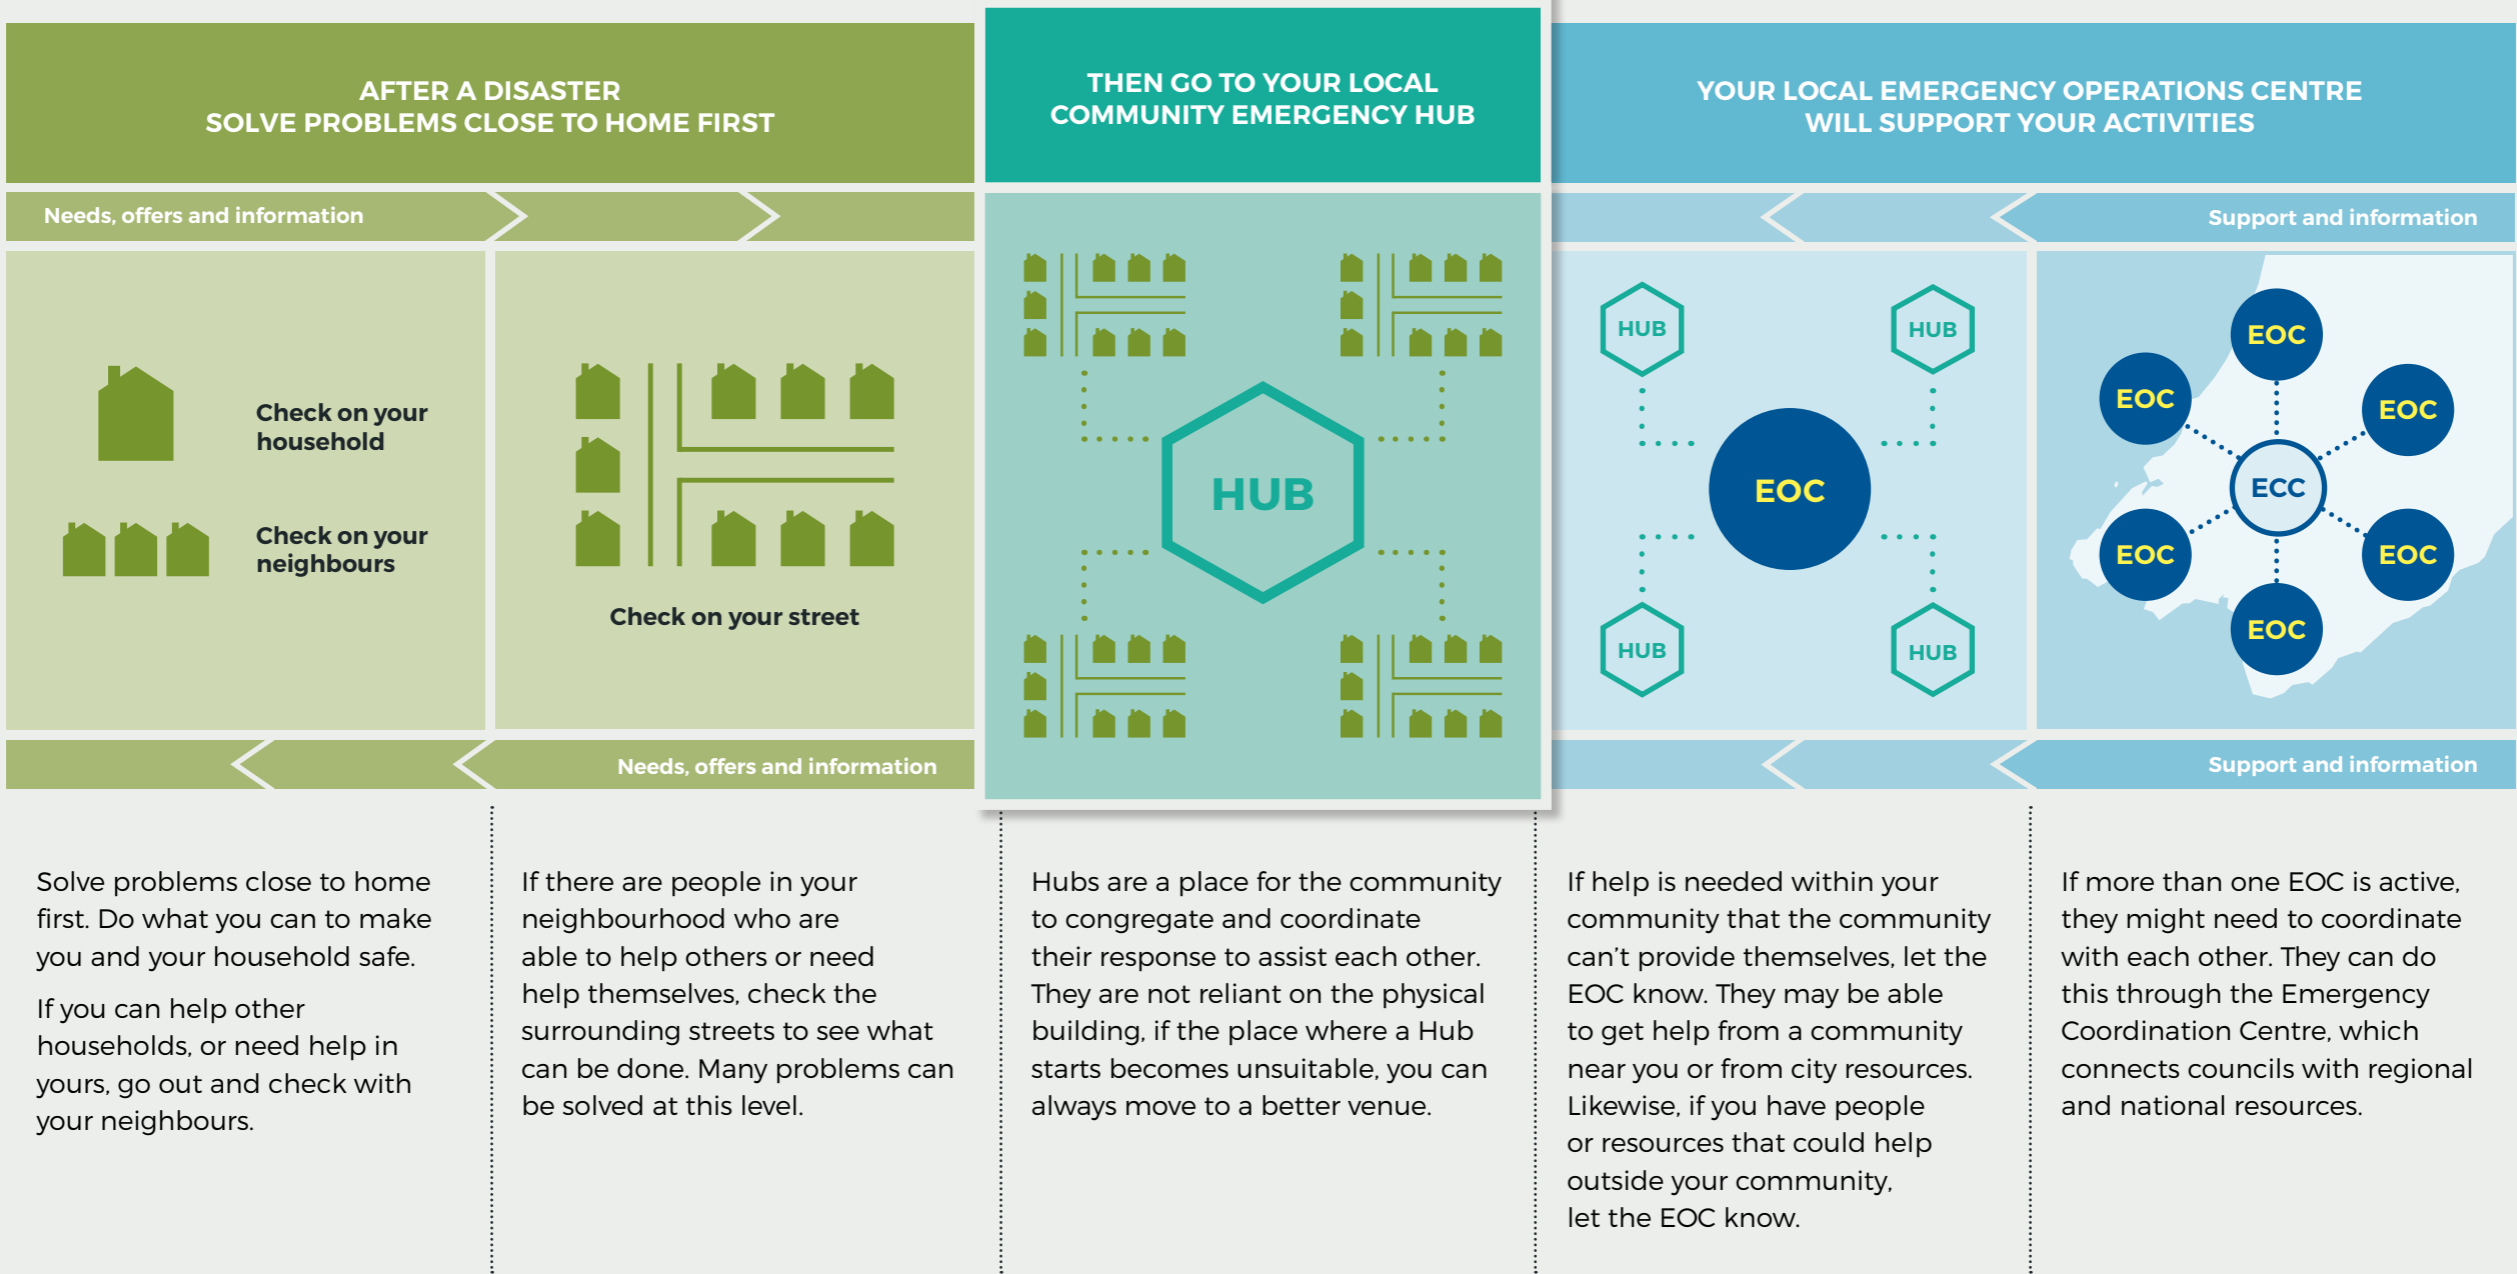 AFTER A DISASTER
SOLVE PROBLEMS CLOSE TO HOME FIRST
THEN GO TO YOUR LOCAL
COMMUNITY EMERGENCY HUB
YOUR LOCAL EMERGENCY OPERATIONS CENTRE
WILL SUPPORT YOUR ACTIVITIES
Needs, offers and information
Support and information
Check on your
household
Check on your
neighbours
Check on your street
HUB
HUB
HUB
EOC
HUB
HUB
EOC
EOC
EOC
ECC
EOC
EOC
EOC
Needs, offers and information
Support and information
Solve problems close to home
first. Do what you can to make
you and your household safe.
If you can help other
households, or need help in
yours, go out and check with
your neighbours.
If there are people in your
neighbourhood who are
able to help others or need
help themselves, check the
surrounding streets to see what
can be done. Many problems can
be solved at this level.
Hubs are a place for the community
to congregate and coordinate
their response to assist each other.
They are not reliant on the physical
building, if the place where a Hub
starts becomes unsuitable, you can
always move to a better venue.
If help is needed within your
community that the community
can't provide themselves, let the
EOC know. They may be able
to get help from a community
near you or from city resources.
Likewise, if you have people
or resources that could help
outside your community,
let the EOC know.
If more than one EOC is active,
they might need to coordinate
with each other. They can do
this through the Emergency
Coordination Centre, which
connects councils with regional
and national resources.